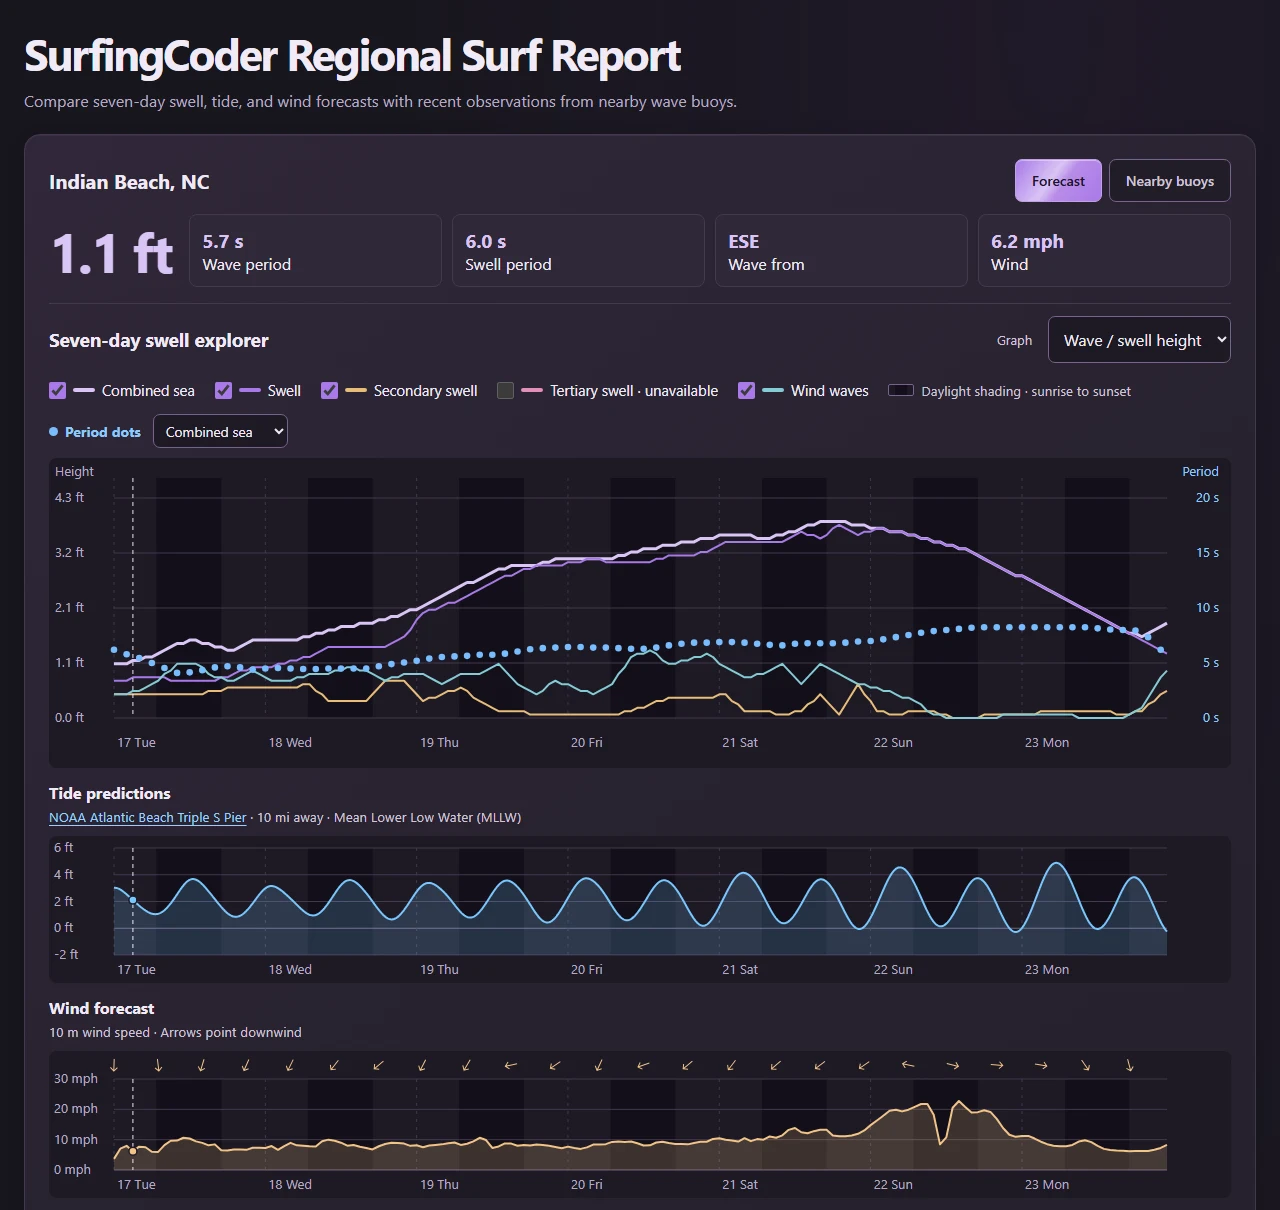 SurfingCoder Regional Surf Report
Compare seven-day swell, tide, and wind forecasts with recent observations from nearby wave buoys.
Indian Beach, NC
Forecast
Nearby buoys
1.1 ft
5.7 s
Wave period
6.0 s
Swell period
ESE
Wave from
6.2 mph
Wind
Seven-day swell explorer
Graph
Wave / swell height
Combined sea
Swell
Secondary swell
Tertiary swell · unavailable
Wind waves
Daylight shading · sunrise to sunset
Period dots
Combined sea
Height
Period
4.3 ft
20 s
3.2 ft
15 s
2.1 ft
10 s
1.1 ft
5 s
0.0 ft
0 s
17 Tue
18 Wed
19 Thu
20 Fri
21 Sat
22 Sun
23 Mon
Tide predictions
NOAA Atlantic Beach Triple S Pier · 10 mi away · Mean Lower Low Water (MLLW)
6 ft
4 ft
2 ft
0 ft
-2 ft
17 Tue
18 Wed
19 Thu
20 Fri
21 Sat
22 Sun
23 Mon
Wind forecast
10 m wind speed · Arrows point downwind
30 mph
20 mph
10 mph
0 mph
17 Tue
18 Wed
19 Thu
20 Fri
21 Sat
22 Sun
23 Mon